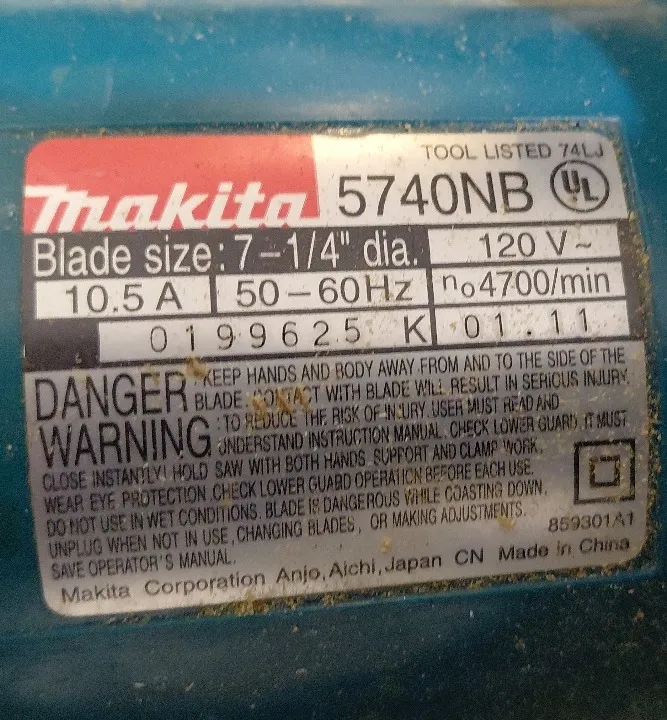 TOOL LISTED 74LJ
makita 5740NB UL
Blade size: 7-1/4" dia. 120 V~
10.5 A 50-60Hz no4700/min
0199625 K 01.11
DANGER :KEEP HANDS AND BODY AWAY FROM AND TO THE SIDE OF THE
BLADE. CONTACT WITH BLADE WILL RESULT IN SERIOUS INJURY.
WARNING :TO REDUCE THE RISK OF INJURY. USER MUST READ AND
UNDERSTAND INSTRUCTION MANUAL. CHECK LOWER GUARD. IT MUST
CLOSE INSTANTLY! HOLD SAW WITH BOTH HANDS. SUPPORT AND CLAMP WORK.
WEAR EYE PROTECTION. CHECK LOWER GUARD OPERATION BEFORE EACH USE.
DO NOT USE IN WET CONDITIONS. BLADE IS DANGEROUS WHILE COASTING DOWN.
UNPLUG WHEN NOT IN USE, CHANGING BLADES, OR MAKING ADJUSTMENTS.
SAVE OPERATOR'S MANUAL.
859301A1
Makita Corporation Anjo,Aichi,Japan CN Made in China